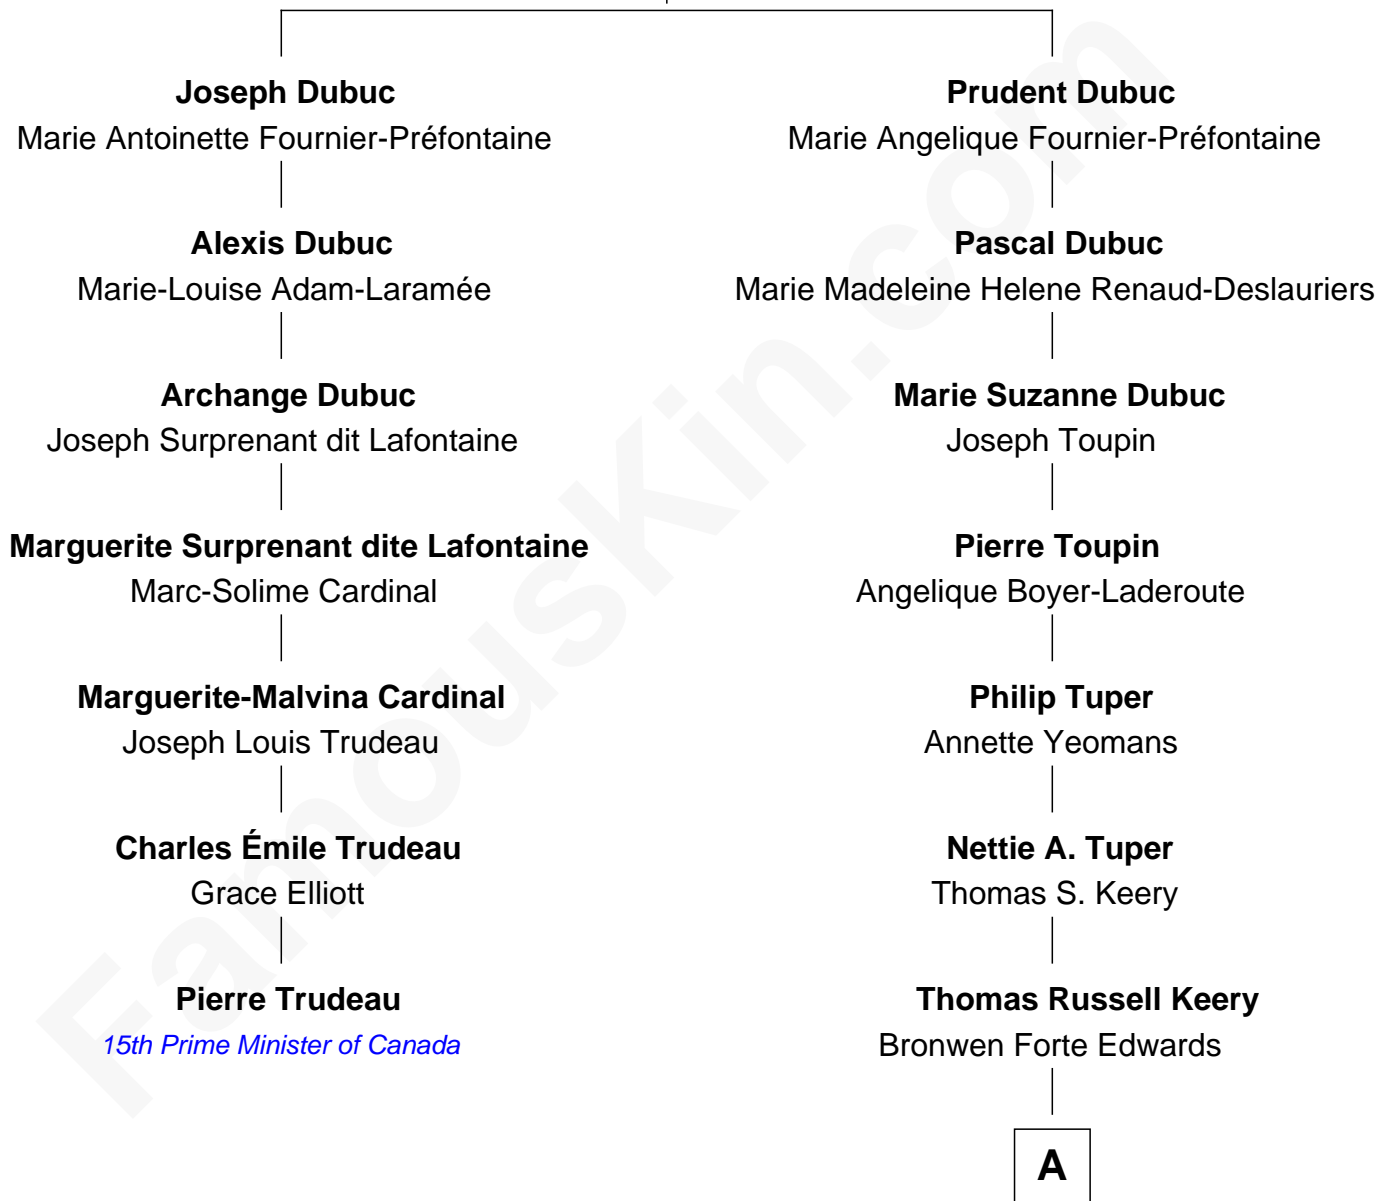 Joseph Dubuc
Marie Antoinette Fournier-Préfontaine
Alexis Dubuc
Marie-Louise Adam-Laramée
Archange Dubuc
Joseph Surprenant dit Lafontaine
Marguerite Surprenant dite Lafontaine
Marc-Solime Cardinal
Marguerite-Malvina Cardinal
Joseph Louis Trudeau
Charles Émile Trudeau
Grace Elliott
Pierre Trudeau
15th Prime Minister of Canada
Prudent Dubuc
Marie Angelique Fournier-Préfontaine
Pascal Dubuc
Marie Madeleine Helene Renaud-Deslauriers
Marie Suzanne Dubuc
Joseph Toupin
Pierre Toupin
Angelique Boyer-Laderoute
Philip Tuper
Annette Yeomans
Nettie A. Tuper
Thomas S. Keery
Thomas Russell Keery
Bronwen Forte Edwards
A
FamousKin.com